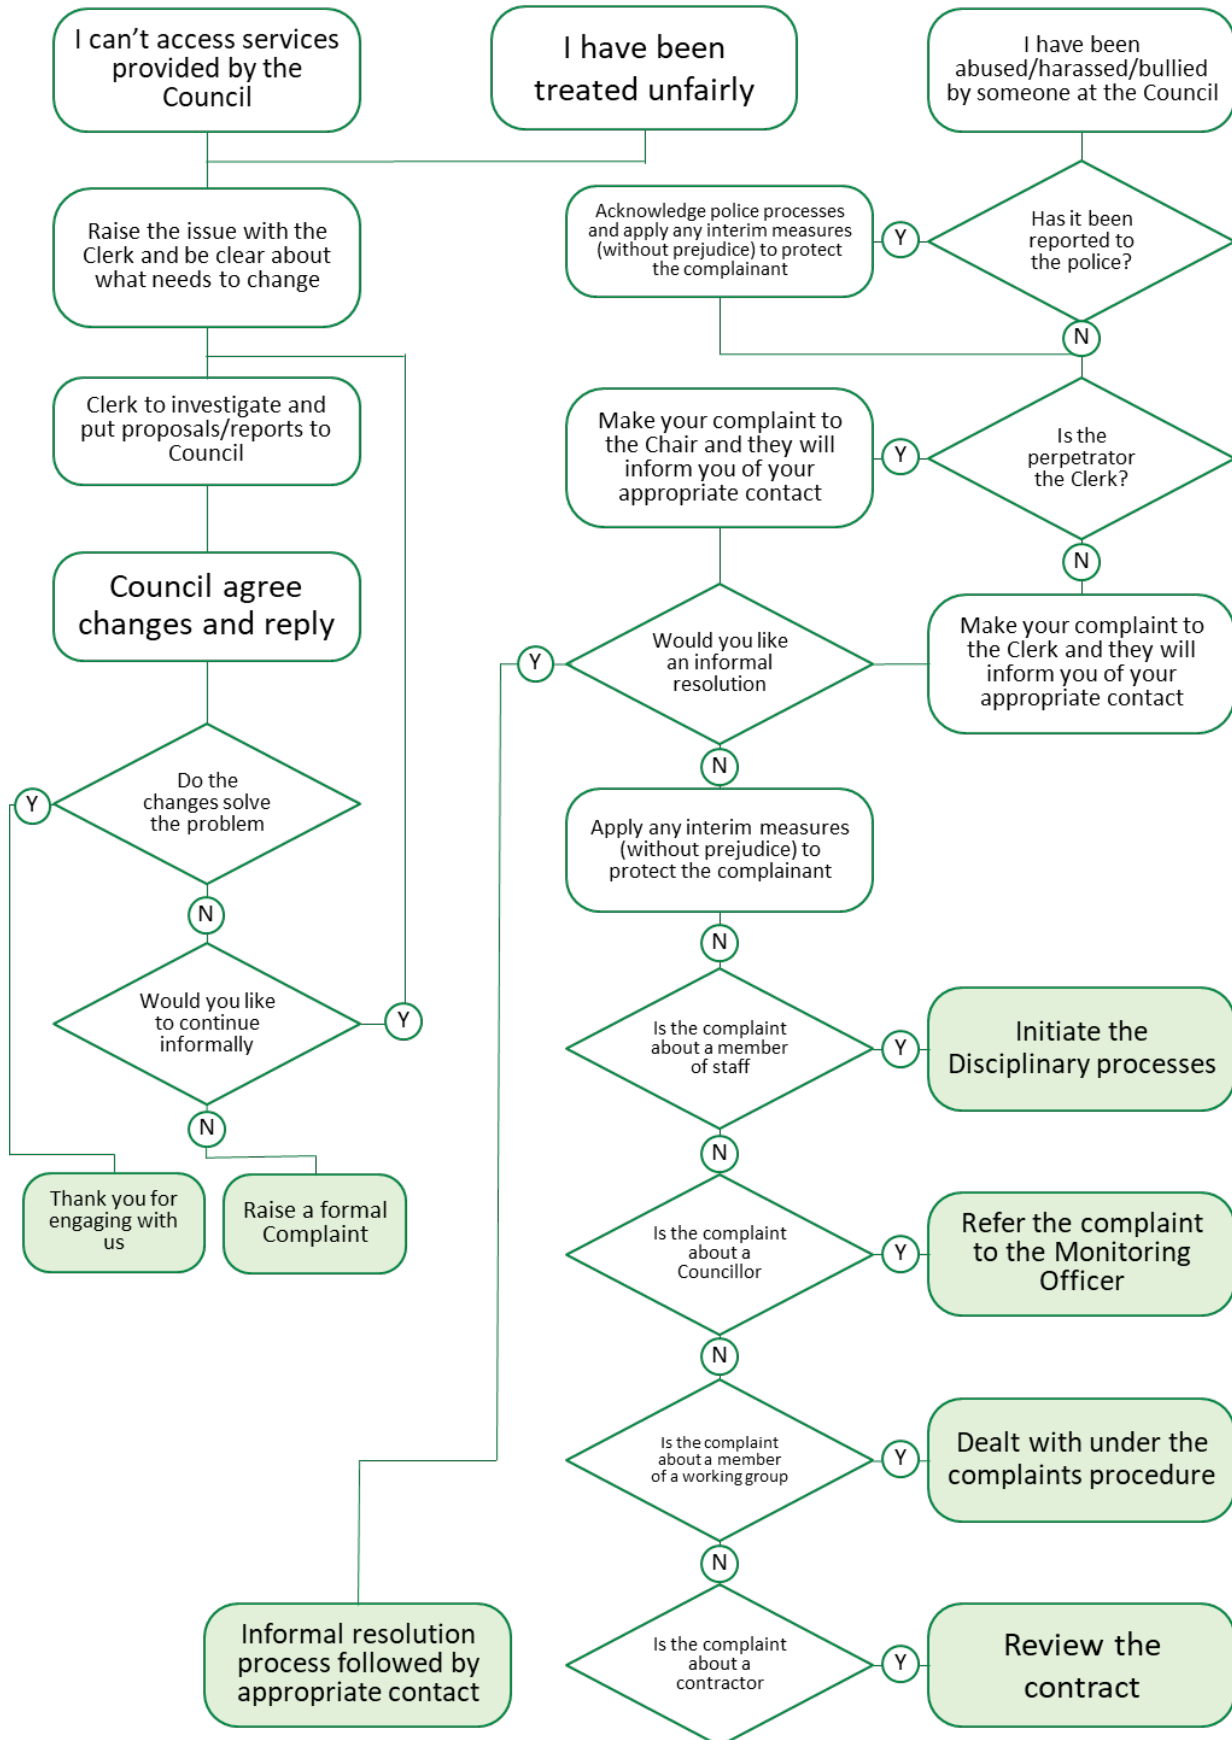 I can’t access services
provided by the
Council
I have been
treated unfairly
I have been
abused/harassed/bullied
by someone at the Council
Raise the issue with the
Clerk and be clear about
what needs to change
Acknowledge police processes
and apply any interim measures
(without prejudice) to protect
the complainant
Y
Has it been
reported to
the police?
N
Clerk to investigate and
put proposals/reports to
Council
Make your complaint to
the Chair and they will
inform you of your
appropriate contact
Y
Is the
perpetrator
the Clerk?
N
Council agree
changes and reply
Y
Would you like
an informal
resolution
Make your complaint to
the Clerk and they will
inform you of your
appropriate contact
N
Y
Do the
changes solve
the problem
Apply any interim measures
(without prejudice) to
protect the complainant
N
N
Would you like
to continue
informally
Y
Is the complaint
about a member
of staff
Y
Initiate the
Disciplinary processes
N
N
Thank you for
engaging with
us
Raise a formal
Complaint
Is the complaint
about a
Councillor
Y
Refer the complaint
to the Monitoring
Officer
N
Is the complaint
about a member
of a working group
Y
Dealt with under the
complaints procedure
N
Informal resolution
process followed by
appropriate contact
Is the complaint
about a
contractor
Y
Review the
contract